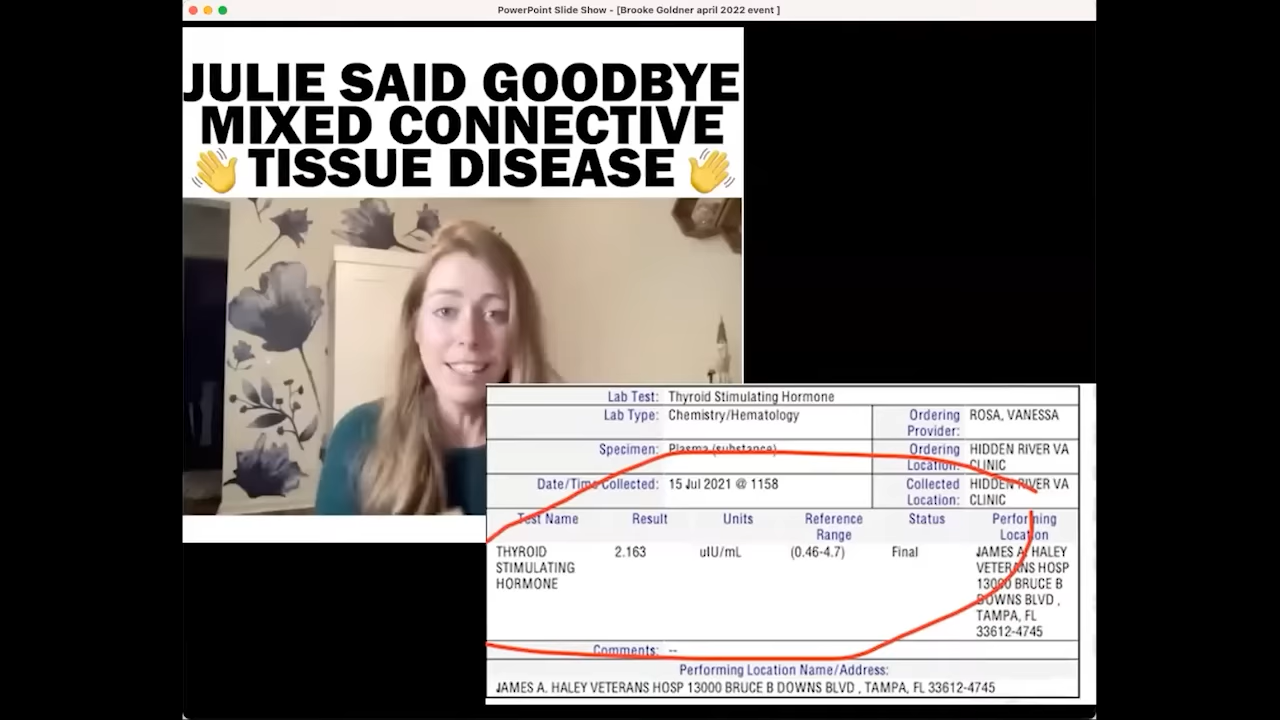 PowerPoint Slide Show - [Brooke Goldner april 2022 event ]
JULIE SAID GOODBYE
MIXED CONNECTIVE
👋 TISSUE DISEASE 👋
Lab Test: Thyroid Stimulating Hormone
Lab Type: Chemistry/Hematology
Ordering Provider: ROSA, VANESSA
Specimen: Plasma (substance)
Ordering Location: HIDDEN RIVER VA CLINIC
Date/Time Collected: 15 Jul 2021 @ 1158
Collected Location: HIDDEN RIVER VA CLINIC
Test Name Result Units Reference Range Status Performing Location
THYROID STIMULATING HORMONE 2.163 uIU/mL (0.46-4.7) Final JAMES A. HALEY VETERANS HOSP 13000 BRUCE B DOWNS BLVD , TAMPA, FL 33612-4745
Comments: --
Performing Location Name/Address:
JAMES A. HALEY VETERANS HOSP 13000 BRUCE B DOWNS BLVD , TAMPA, FL 33612-4745